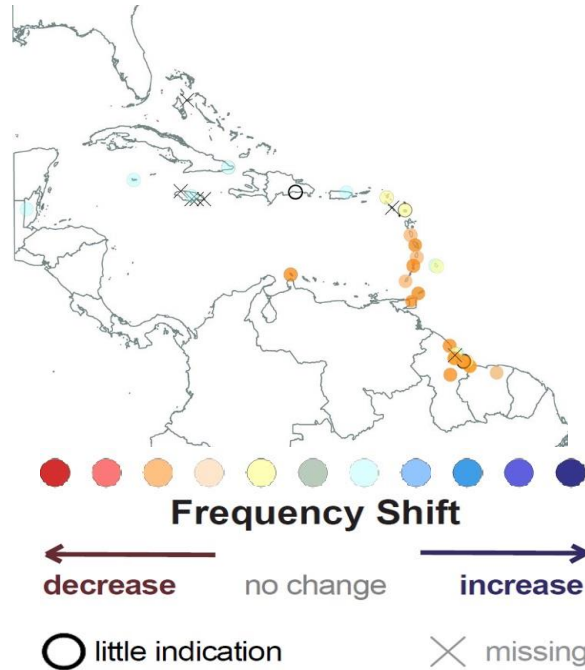 Frequency Shift
decrease no change increase
little indication missing